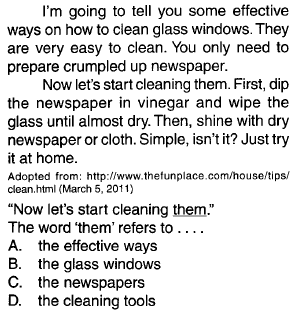 I'm going to tell you some effective
ways on how to clean glass windows. They
are very easy to clean. You only need to
prepare crumpled up newspaper.
Now let's start cleaning them. First, dip
the newspaper in vinegar and wipe the
glass until almost dry. Then, shine with dry
newspaper or cloth. Simple, isn't it? Just try
it at home.
Adopted from: http://www.thefunplace.com/house/tips/
clean.html (March 5, 2011)
"Now let's start cleaning them."
The word 'them' refers to ....
A. the effective ways
B. the glass windows
C. the newspapers
D. the cleaning tools